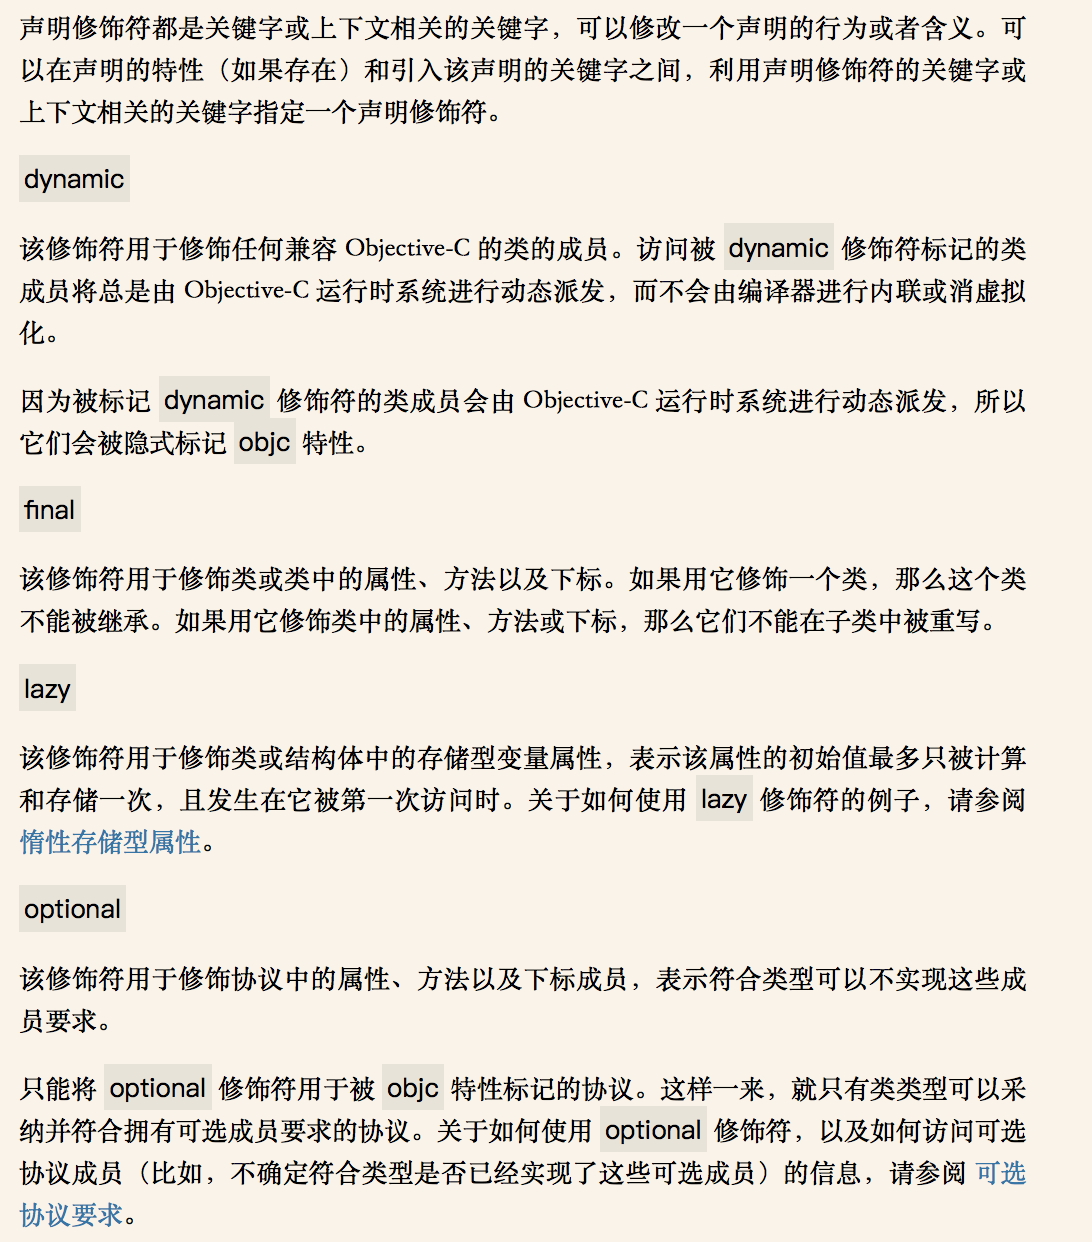 声明修饰符都是关键字或上下文相关的关键字，可以修改一个声明的行为或者含义。可
以在声明的特性（如果存在）和引入该声明的关键字之间，利用声明修饰符的关键字或
上下文相关的关键字指定一个声明修饰符。
dynamic
该修饰符用于修饰任何兼容 Objective-C 的类的成员。访问被 dynamic 修饰符标记的类
成员将总是由 Objective-C 运行时系统进行动态派发，而不会由编译器进行内联或消虚拟
化。
因为被标记 dynamic 修饰符的类成员会由 Objective-C 运行时系统进行动态派发，所以
它们会被隐式标记 objc 特性。
final
该修饰符用于修饰类或类中的属性、方法以及下标。如果用它修饰一个类，那么这个类
不能被继承。如果用它修饰类中的属性、方法或下标，那么它们不能在子类中被重写。
lazy
该修饰符用于修饰类或结构体中的存储型变量属性，表示该属性的初始值最多只被计算
和存储一次，且发生在它被第一次访问时。关于如何使用 lazy 修饰符的例子，请参阅
惰性存储型属性。
optional
该修饰符用于修饰协议中的属性、方法以及下标成员，表示符合类型可以不实现这些成
员要求。
只能将 optional 修饰符用于被 objc 特性标记的协议。这样一来，就只有类类型可以采
纳并符合拥有可选成员要求的协议。关于如何使用 optional 修饰符，以及如何访问可选
协议成员（比如，不确定符合类型是否已经实现了这些可选成员）的信息，请参阅 可选
协议要求。